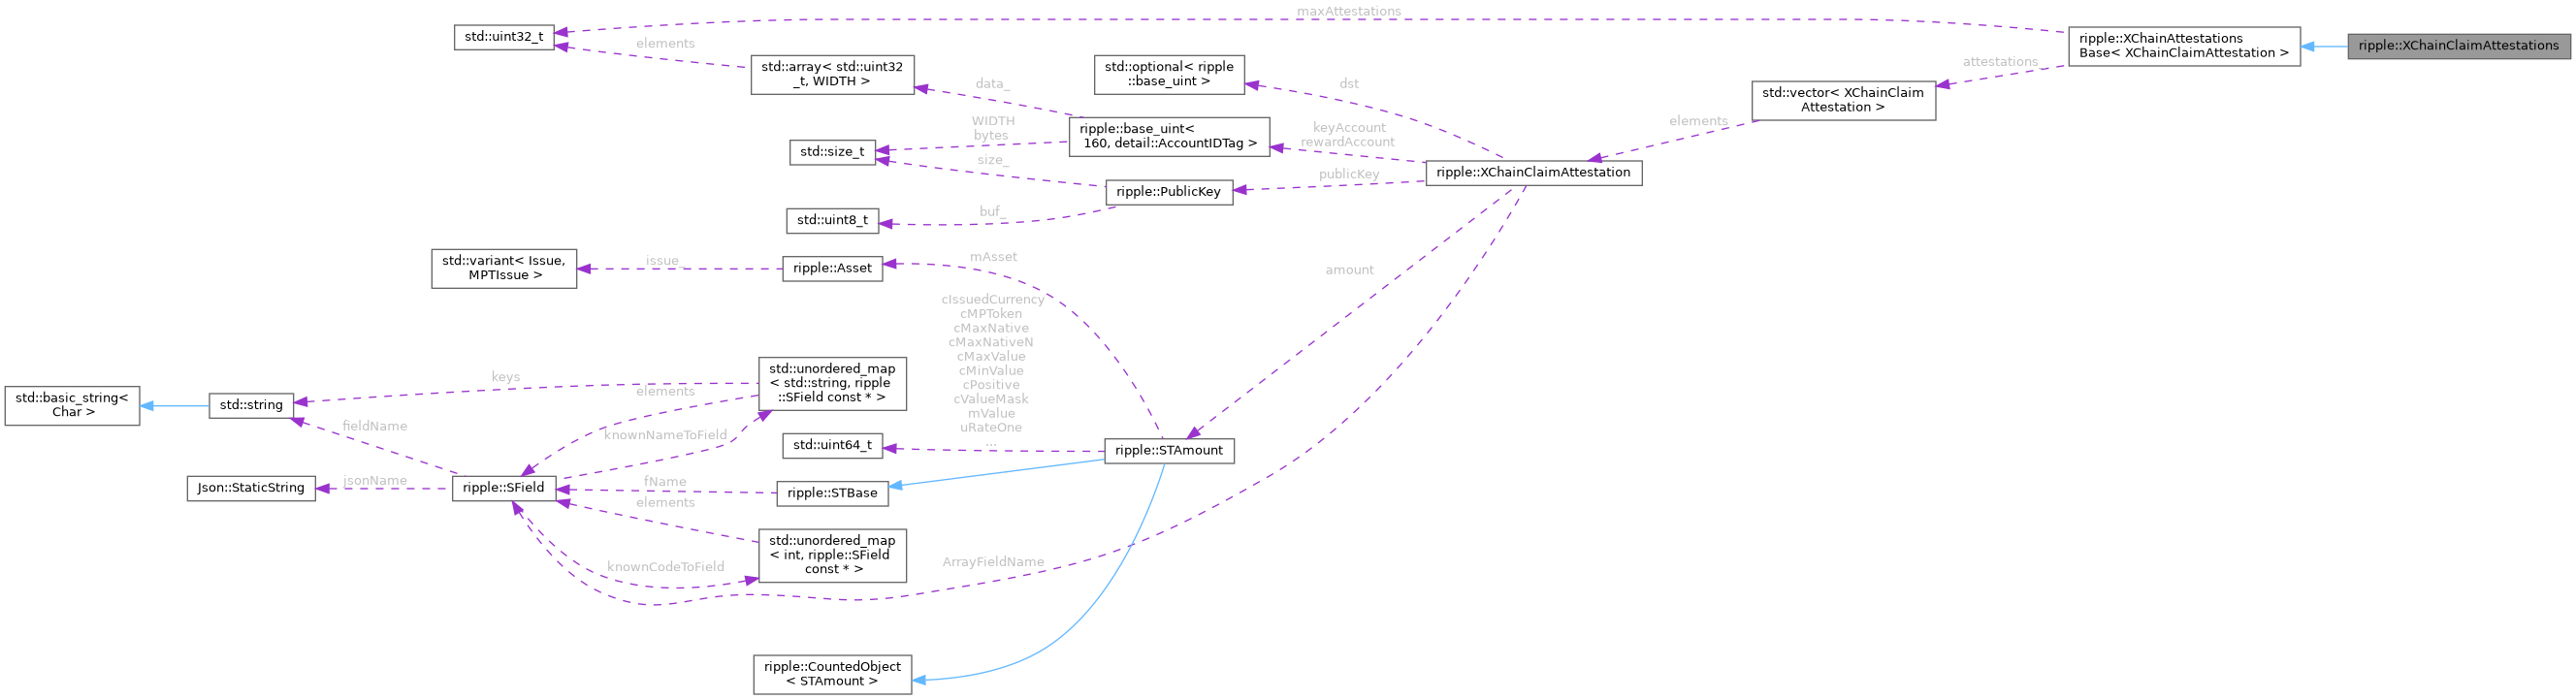 maxAttestations
std::uint32_t
ripple::XChainAttestations
Base< XChainClaimAttestation >
ripple::XChainClaimAttestations
elements
std::array< std::uint32
_t, WIDTH >
std::optional< ripple
::base_uint >
attestations_
data_
dst
std::vector< XChainClaim
Attestation >
WIDTH
bytes
ripple::base_uint<
160, detail::AccountIDTag >
keyAccount
rewardAccount
elements
std::size_t
size_
ripple::XChainClaimAttestation
publicKey
ripple::PublicKey
std::uint8_t
buf_
std::variant< Issue,
MPTIssue >
issue_
ripple::Asset
mAsset
amount
cIssuedCurrency
cMPToken
cMaxNative
cMaxNativeN
cMaxValue
cMinValue
cPositive
cValueMask
mValue
uRateOne
...
std::unordered_map
< std::string, ripple
::SField const * >
keys
elements
std::basic_string<
Char >
std::string
fieldName
knownNameToField
std::uint64_t
ripple::STAmount
Json::StaticString
jsonName
ripple::SField
fName
ripple::STBase
elements
std::unordered_map
< int, ripple::SField
const * >
knownCodeToField
ArrayFieldName
ripple::CountedObject
< STAmount >